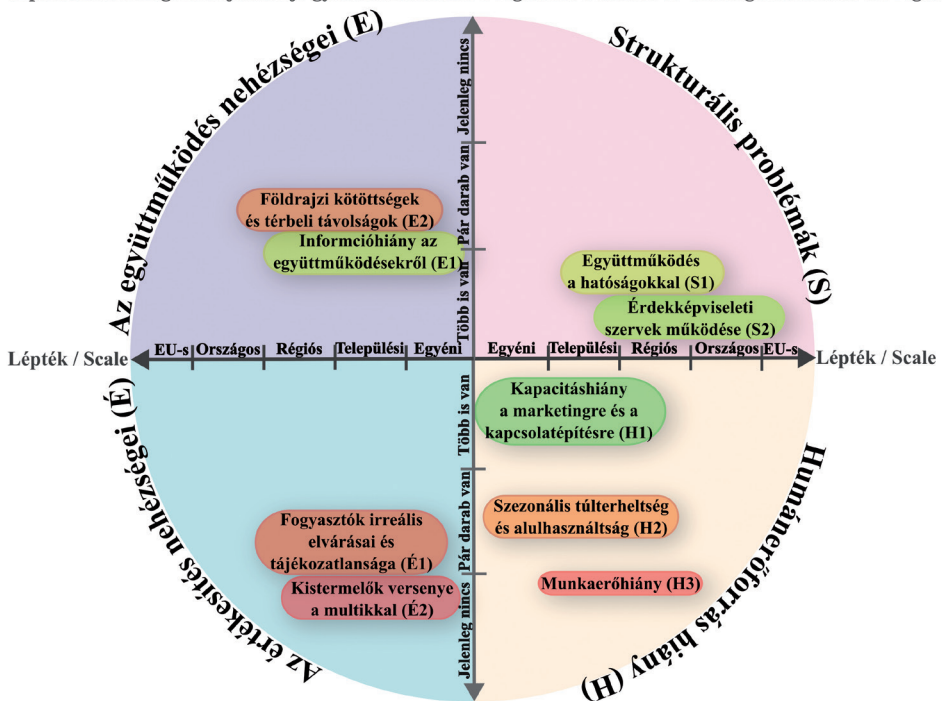 Az együttműködés nehézségei (E)
Strukturális problémák (S)
Jelenleg nincs
Pár darab van
Több is van
Földrajzi kötöttségek
és térbeli távolságok (E2)
Informcióhiány az
együttműködésekről (E1)
Együttműködés
a hatóságokkal (S1)
Érdekképviseleti
szervek működése (S2)
Lépték / Scale
EU-s
Országos
Régiós
Települési
Egyéni
Egyéni
Települési
Régiós
Országos
EU-s
Lépték / Scale
Több is van
Pár darab van
Jelenleg nincs
Kapacitáshiány
a marketingre és a
kapcsolatépítésre (H1)
Szezonális túlterheltség
és alulhasználtság (H2)
Fogyasztók irreális
elvárásai és
tájékozatlansága (É1)
Kistermelők versenye
a multikkal (É2)
Munkaerőhiány (H3)
Az értékesítés nehézségei (É)
Humánerőforrás hiány (H)